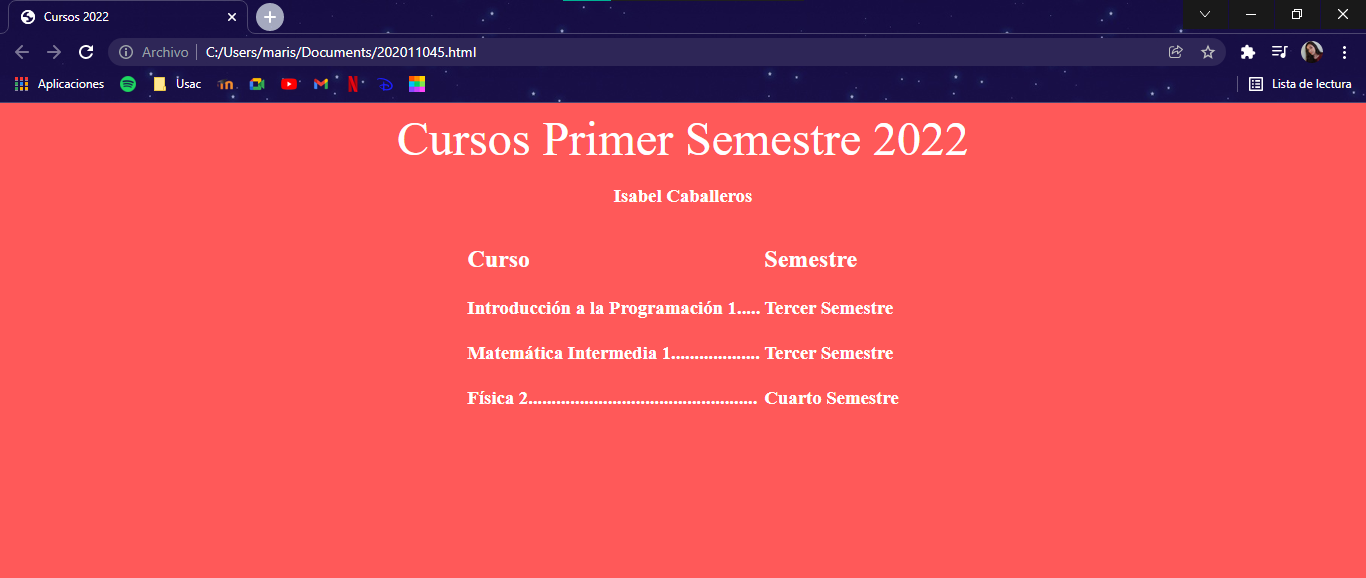 Cursos 2022
Archivo C:/Users/maris/Documents/202011045.html
Aplicaciones Usac Lista de lectura
Cursos Primer Semestre 2022
Isabel Caballeros
Curso Semestre
Introducción a la Programación 1..... Tercer Semestre
Matemática Intermedia 1................... Tercer Semestre
Física 2................................................. Cuarto Semestre